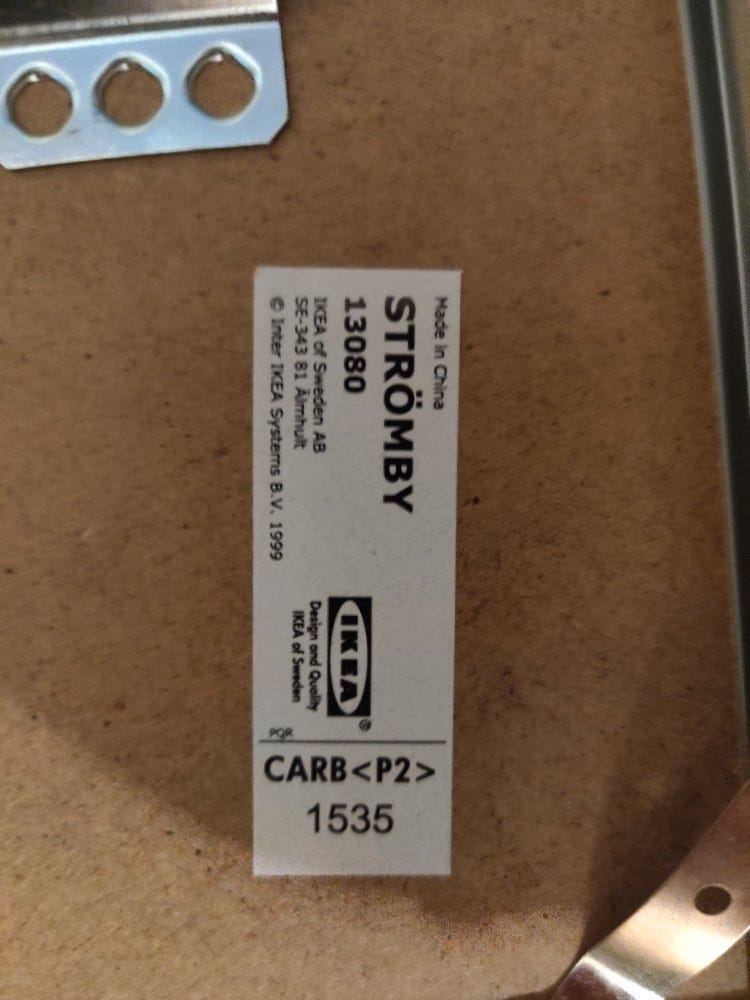 Made in China
STRÖMBY
13080
IKEA of Sweden AB
SE-343 81 Älmhult
© Inter IKEA Systems B.V. 1999
IKEA®
Design and Quality
IKEA of Sweden
CARB<P2>
1535